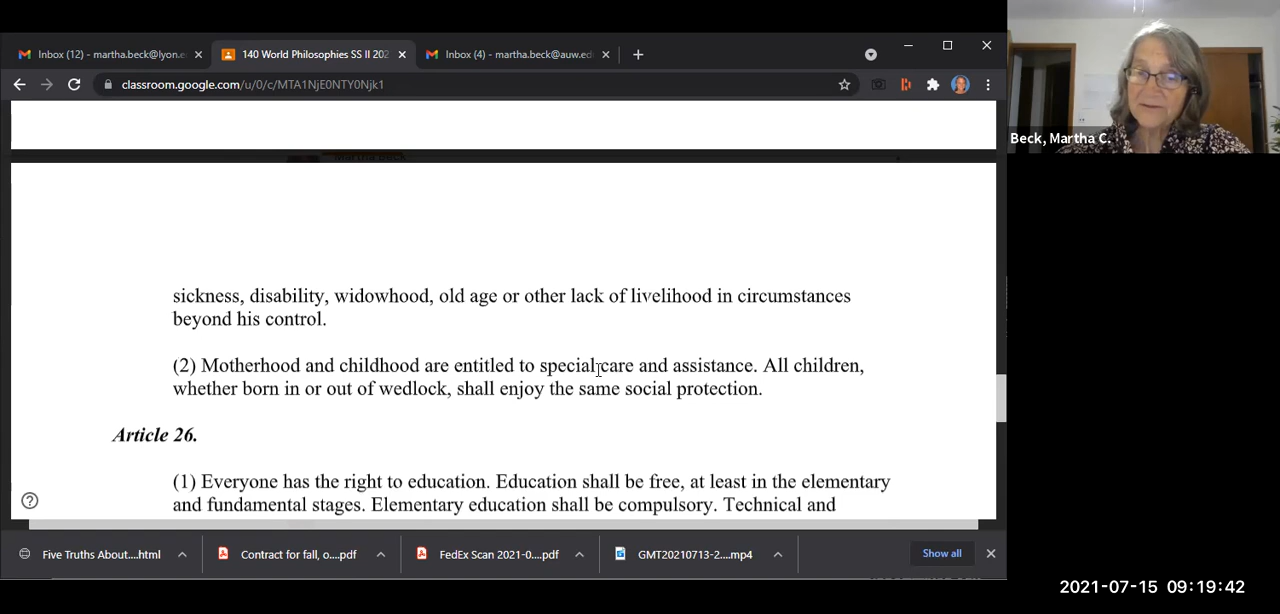 Inbox (12) - martha.beck@lyon.e
140 World Philosophies SS II 202
Inbox (4) - martha.beck@auw.ed
classroom.google.com/u/0/c/MTA1NjE0NTY0Njk1
Beck, Martha C.
sickness, disability, widowhood, old age or other lack of livelihood in circumstances
beyond his control.
(2) Motherhood and childhood are entitled to special care and assistance. All children,
whether born in or out of wedlock, shall enjoy the same social protection.
Article 26.
(1) Everyone has the right to education. Education shall be free, at least in the elementary
and fundamental stages. Elementary education shall be compulsory. Technical and
Five Truths About....html
Contract for fall, o....pdf
FedEx Scan 2021-0....pdf
GMT20210713-2....mp4
Show all
2021-07-15 09:19:42